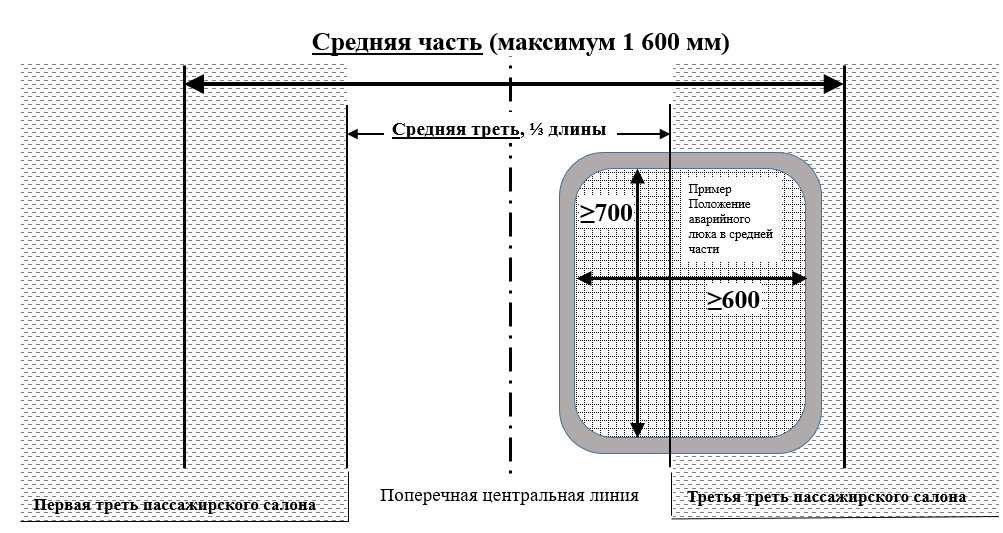 Средняя часть (максимум 1 600 мм)
Средняя треть, ⅓ длины
Пример
Положение
аварийного
люка в средней
части
≥700
≥600
Первая треть пассажирского салона
Поперечная центральная линия
Третья треть пассажирского салона